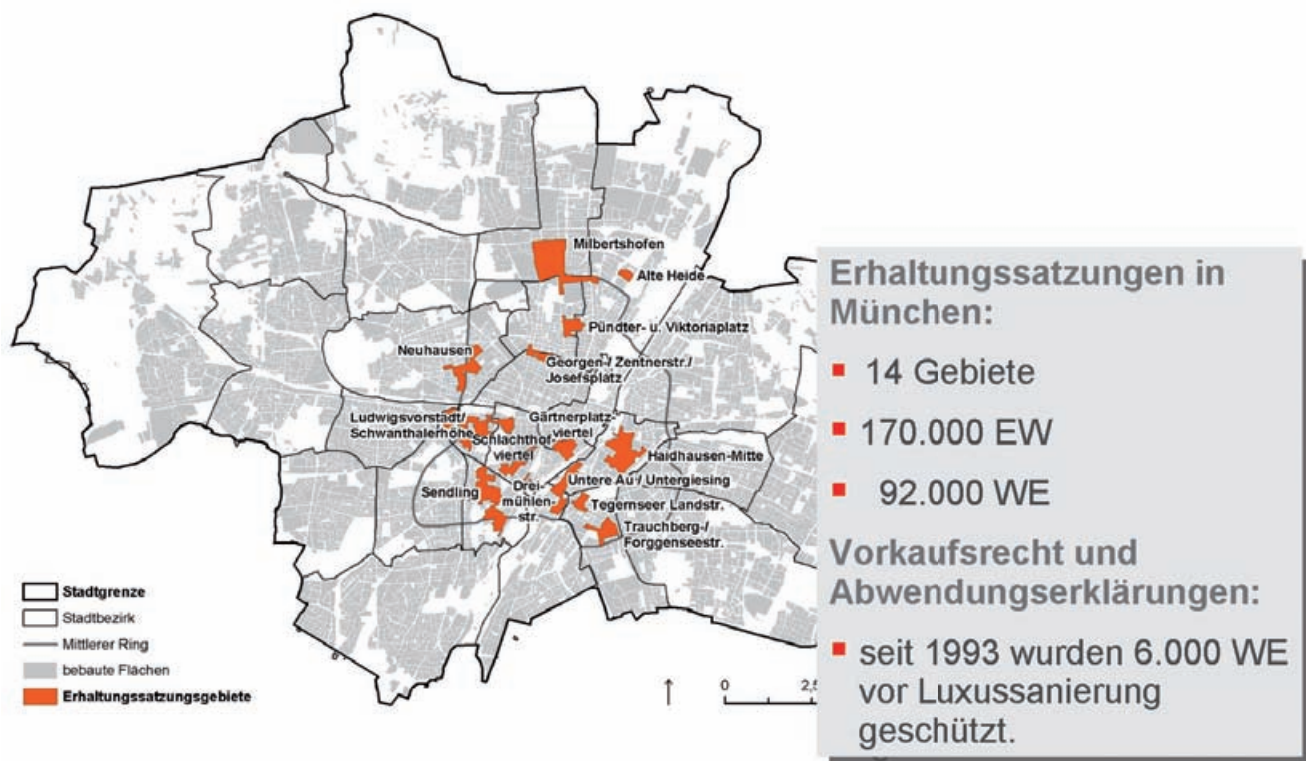 Milbertshofen
Alte Heide
Pündter- u. Viktoriaplatz
Neuhausen
Georgen-/ Zentnerstr./
Josefsplatz
Ludwigsvorstadt/
Schwanthalerhöhe
Gärtnerplatz-
viertel
Schlachthof-
viertel
Haidhausen-Mitte
Sendling
Drei-
mühlen-
str.
Untere Au / Untergiesing
Tegernseer Landstr.
Trauchberg-/
Forggenseestr.
Stadtgrenze
Stadtbezirk
Mittlerer Ring
bebaute Flächen
Erhaltungssatzungsgebiete
0 2,5
Erhaltungssatzungen in
München:
14 Gebiete
170.000 EW
92.000 WE
Vorkaufsrecht und
Abwendungserklärungen:
seit 1993 wurden 6.000 WE
vor Luxussanierung
geschützt.